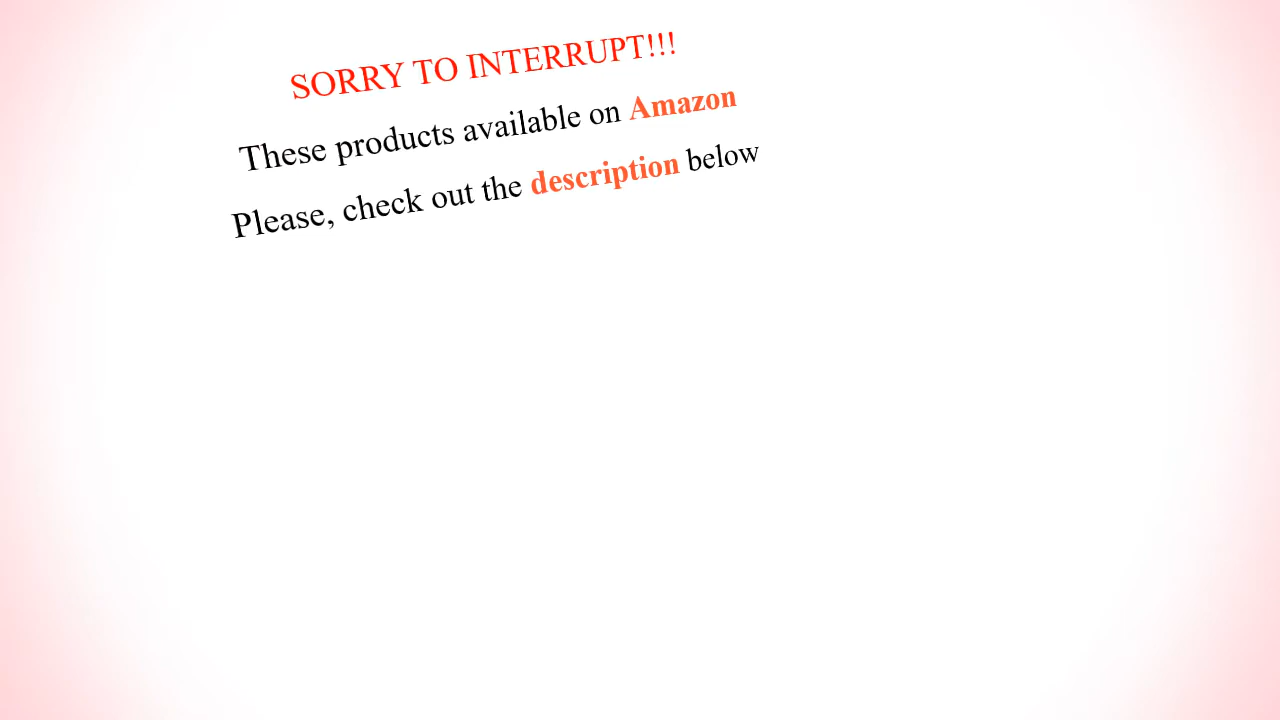 SORRY TO INTERRUPT!!!
These products available on Amazon
Please, check out the description below